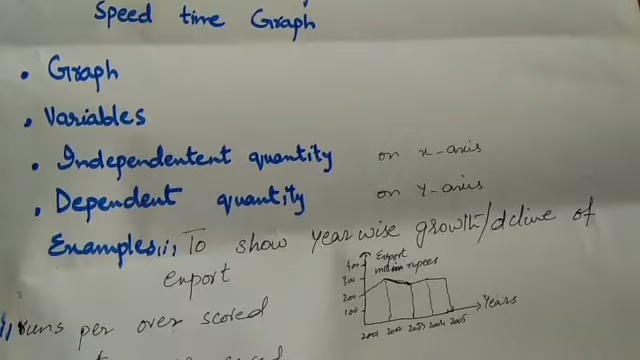 Speed time Graph
. Graph
. Variables
. Independentent quantity on x-axis
. Dependent quantity on Y-axis
Examples,i, To show year wise growth/dcline of
export
runs per over scored
400
300
200
100
Export
million rupees
2001 2002 2003 2004 2005
Years